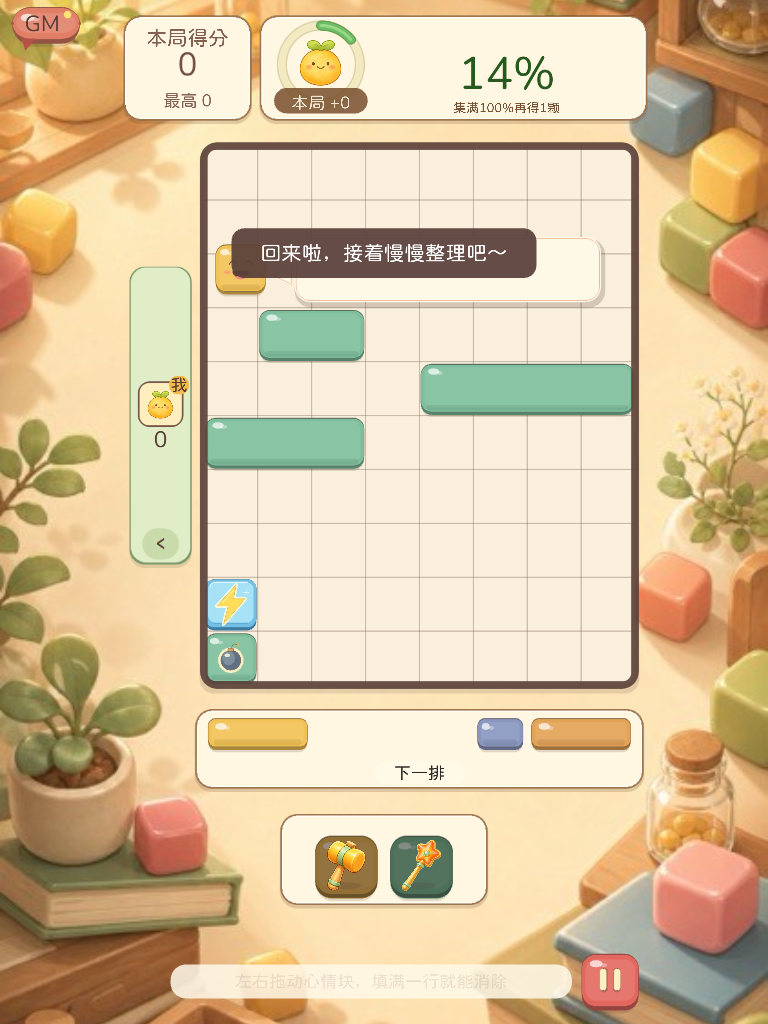 GM
本局得分
0
最高 0
本局 +0
14%
集满100%再得1颗
回来啦，接着慢慢整理吧～
我
0
<
下一排
左右拖动心情块，填满一行就能消除